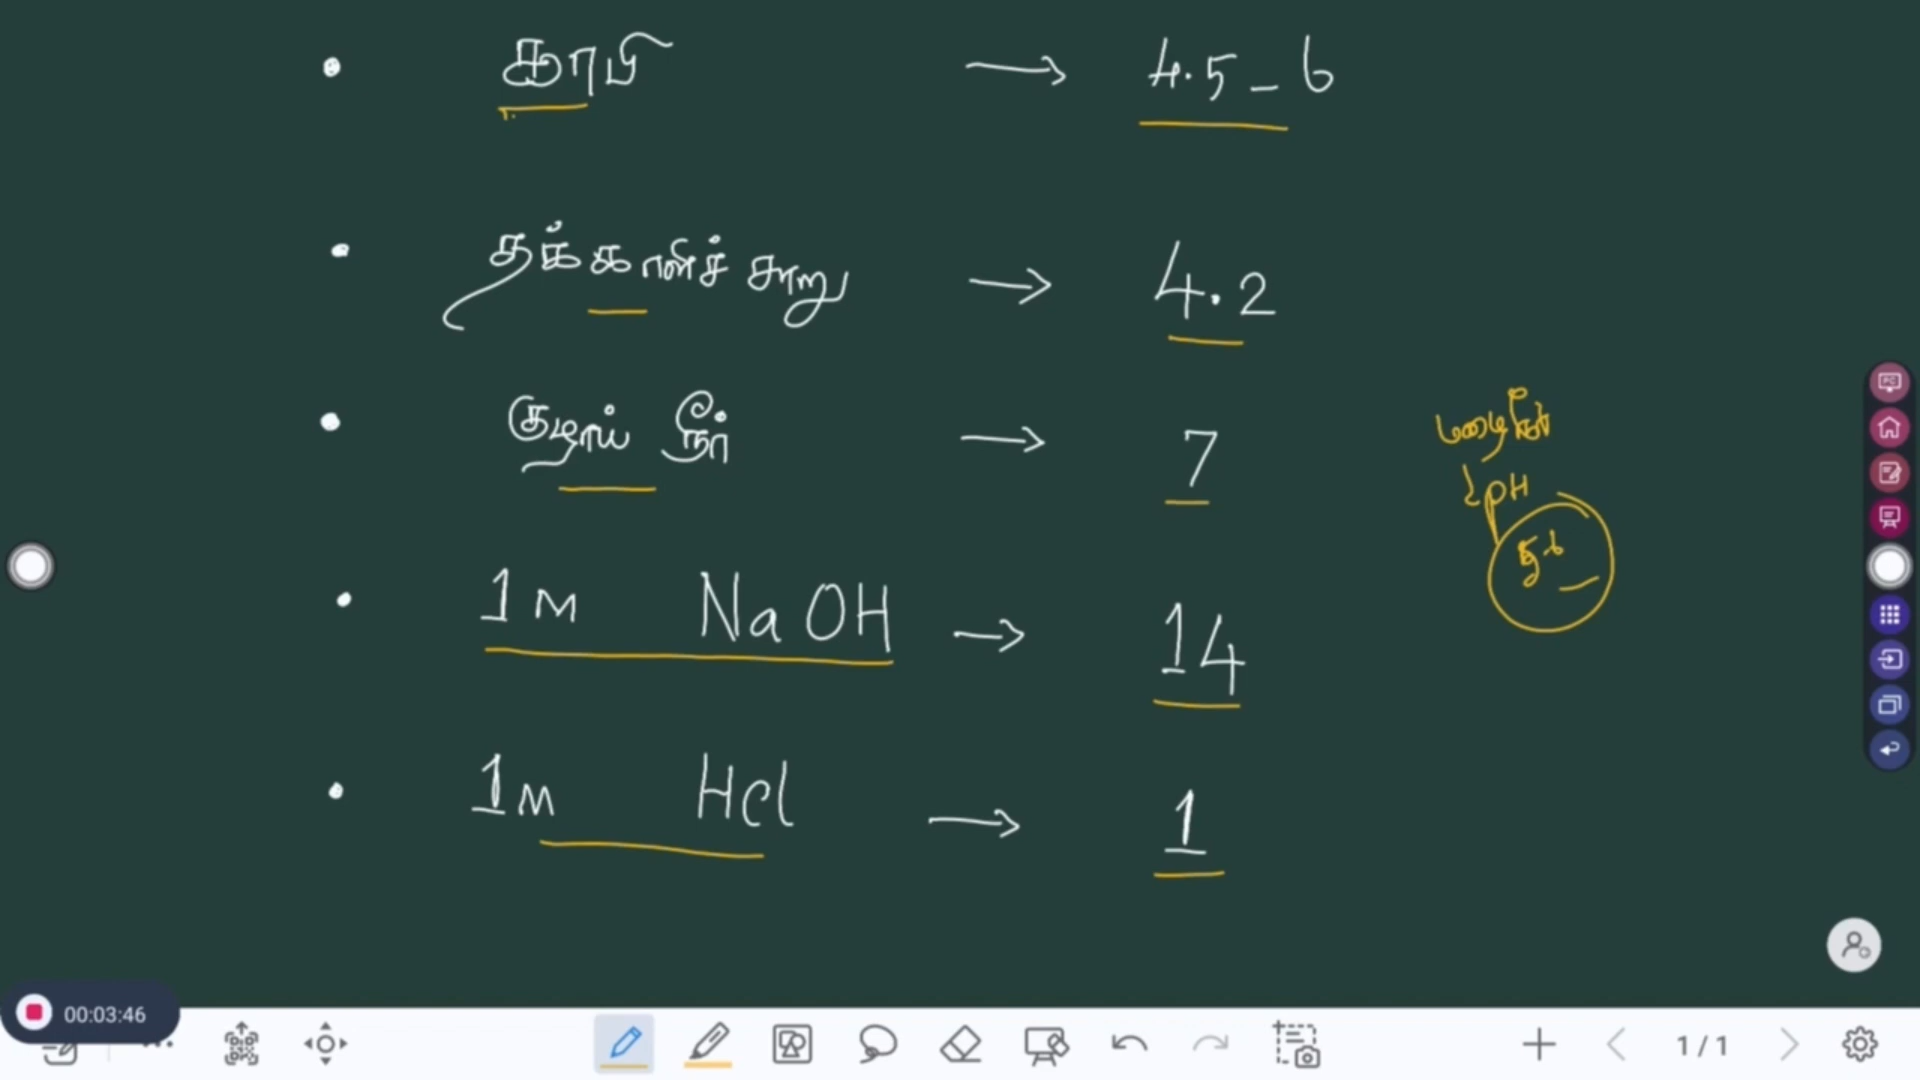 • காபி → 4.5 – 6
• தக்காளிச் சாறு → 4.2
• குழாய் நீர் → 7
மழைநீர்
pH
5.6
• 1M NaOH → 14
• 1M HCl → 1
00:03:46
1 / 1